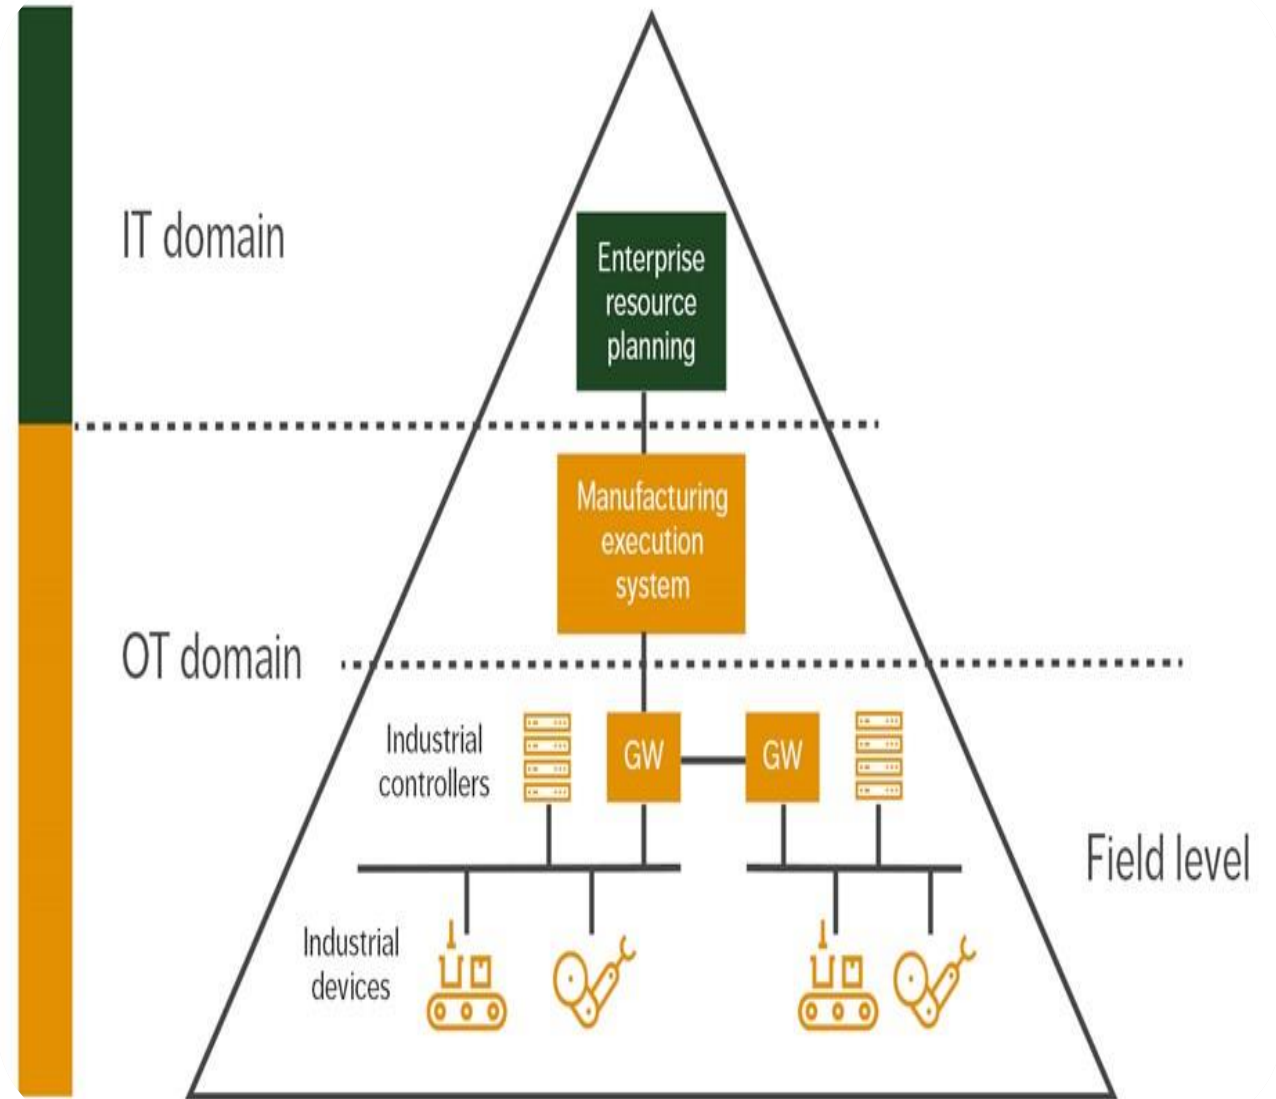 IT domain
Enterprise
resource
planning
Manufacturing
execution
system
OT domain
Industrial
controllers
GW
GW
Field level
Industrial
devices